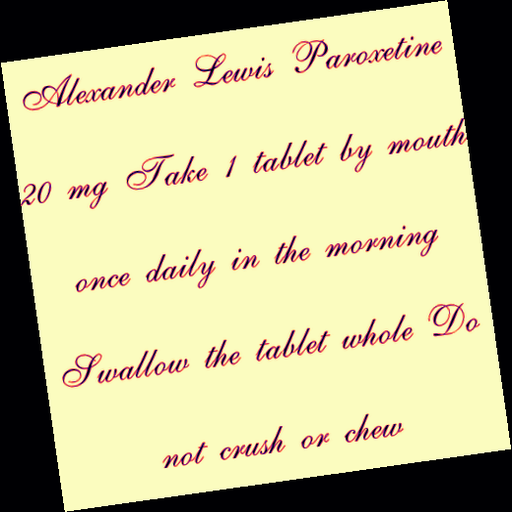 Alexander Lewis Paroxetine
20 mg Take 1 tablet by mouth
once daily in the morning
Swallow the tablet whole Do
not crush or chew